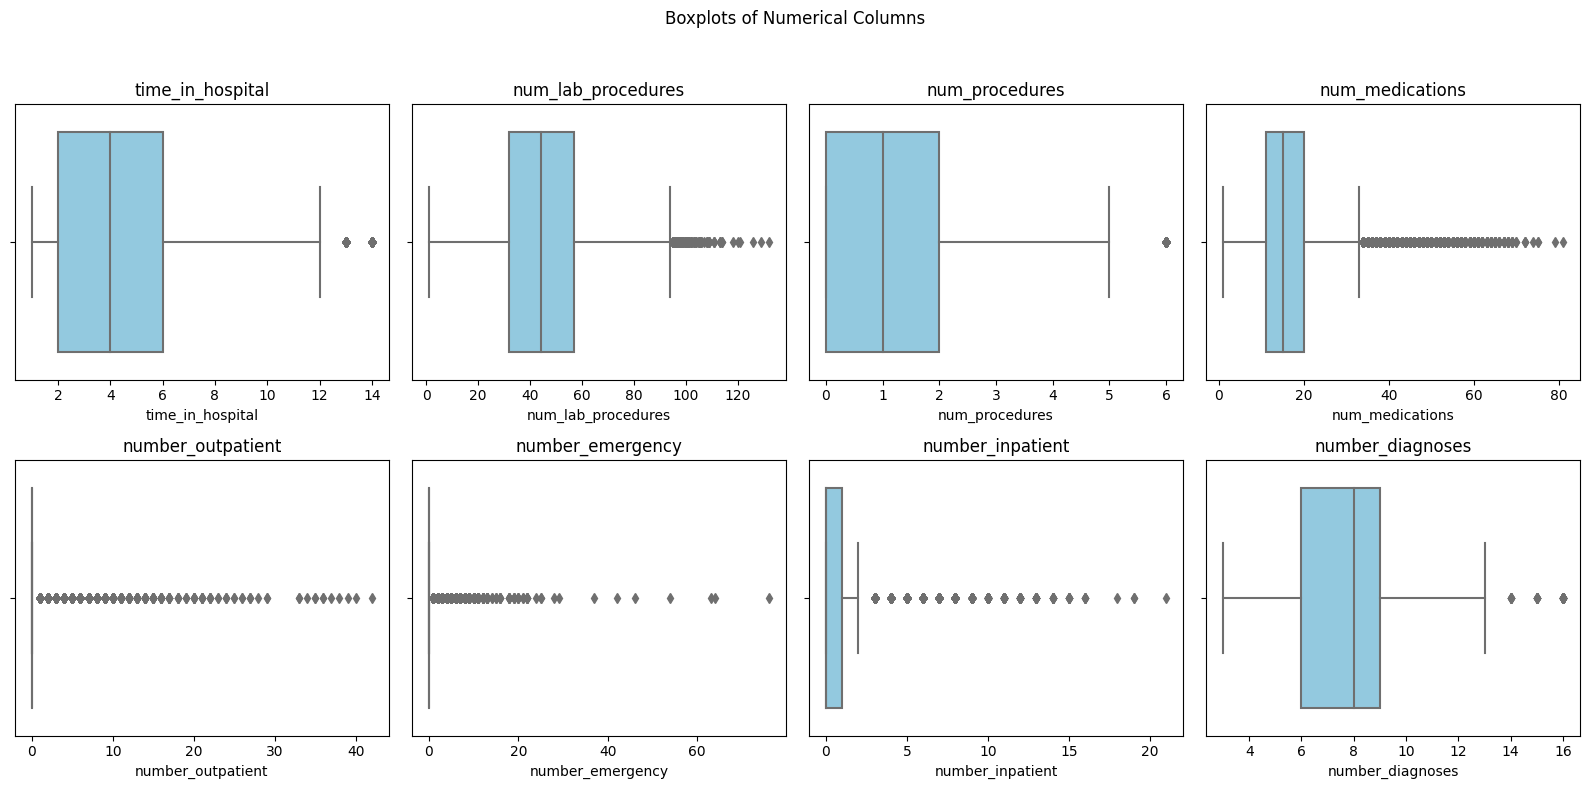 Boxplots of Numerical Columns
time_in_hospital num_lab_procedures num_procedures num_medications
2 4 6 8 10 12 14 0 20 40 60 80 100 120 0 1 2 3 4 5 6 0 20 40 60 80
time_in_hospital num_lab_procedures num_procedures num_medications
number_outpatient number_emergency number_inpatient number_diagnoses
0 10 20 30 40 0 20 40 60 0 5 10 15 20 4 6 8 10 12 14 16
number_outpatient number_emergency number_inpatient number_diagnoses